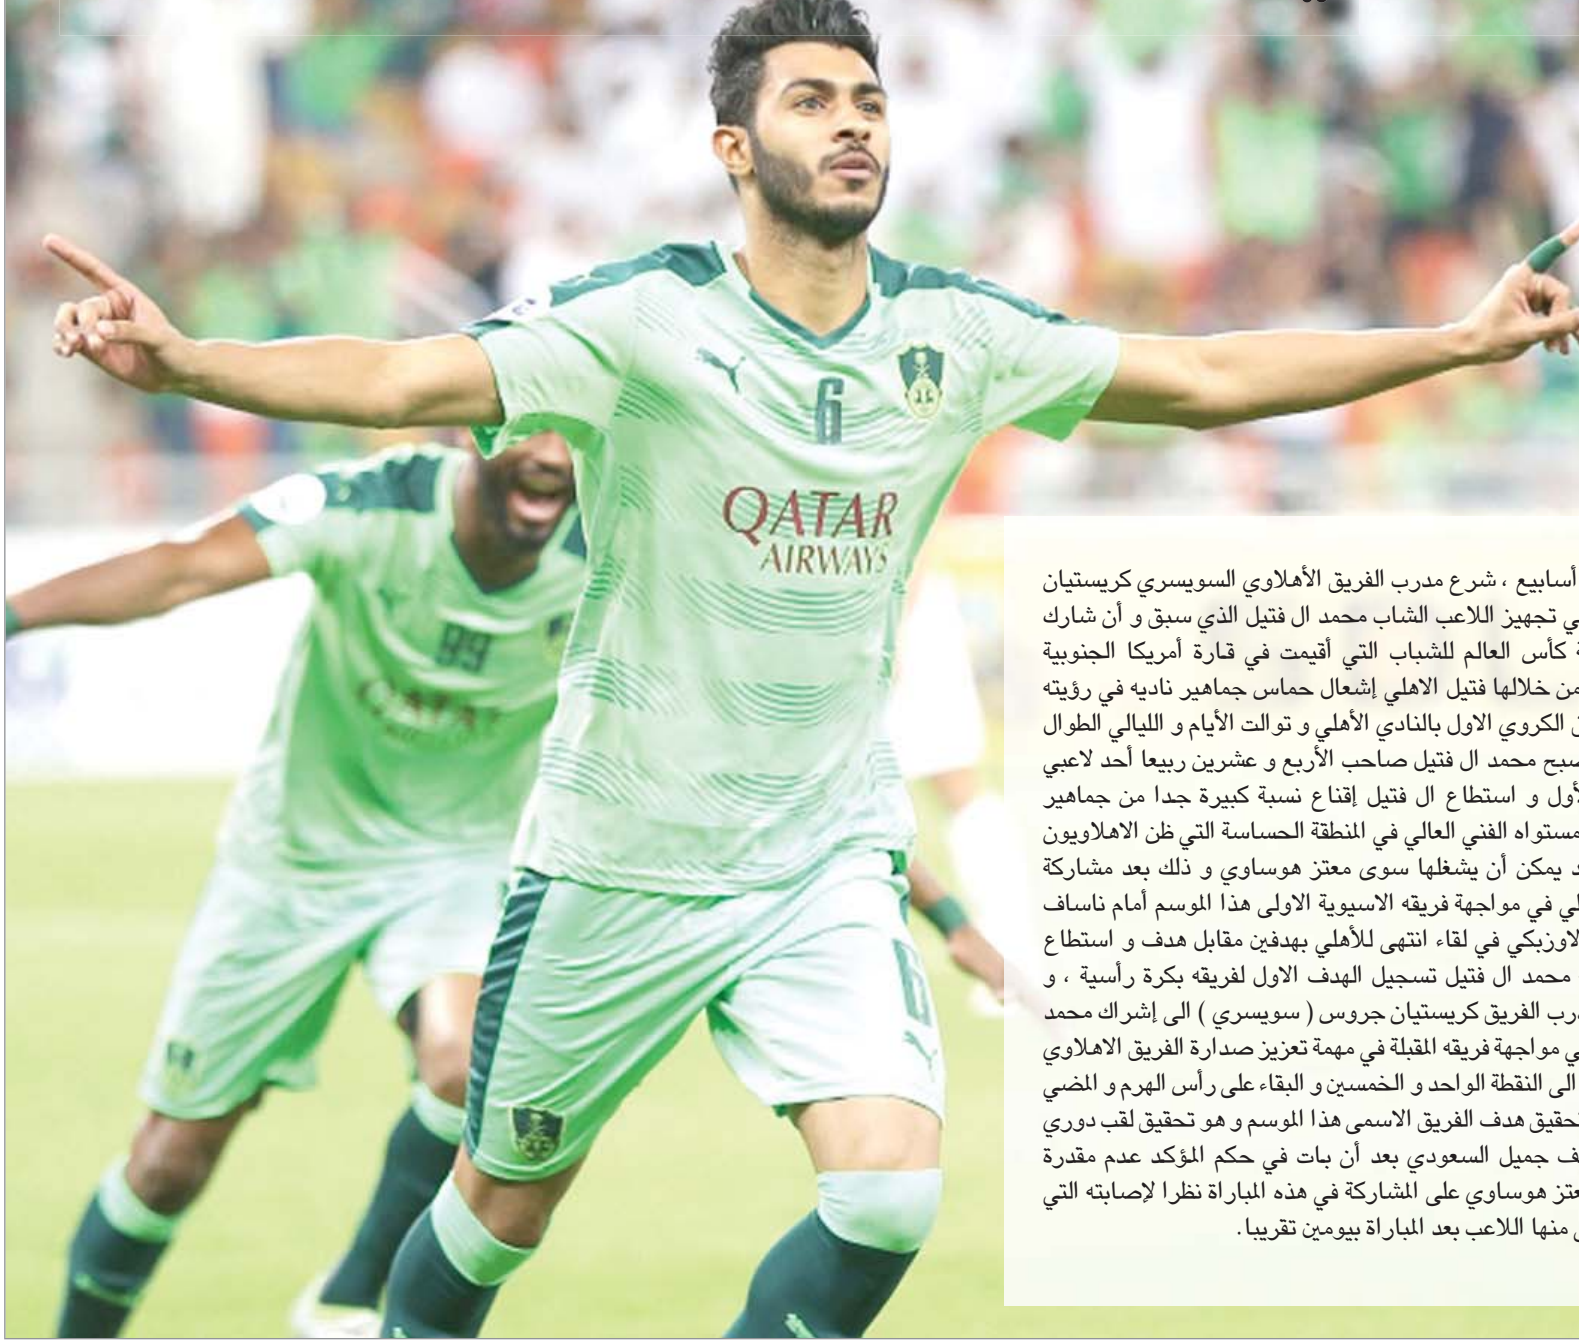 6
QATAR
AIRWAYS
99
QATAR
6
أسابيع ، شرع مدرب الفريق الأهلاوي السويسري كريستيان
تجهيز اللاعب الشاب محمد ال فتيل الذي سبق و أن شارك
كأس العالم للشباب التي أقيمت في قارة أمريكا الجنوبية
من خلالها فتيل الاهلي إشعال حماس جماهير ناديه في رؤيته
الكروي الاول بالنادي الأهلي و توالت الأيام و الليالي الطوال
محمد ال فتيل صاحب الأربع و عشرين ربيعا أحد لاعبي
و استطاع ال فتيل إقناع نسبة كبيرة جدا من جماهير
مستواه الفني العالي في المنطقة الحساسة التي ظن الاهلاويون
يمكن أن يشغلها سوى معتز هوساوي و ذلك بعد مشاركة
في مواجهة فريقه الاسيوية الاولى هذا الموسم أمام ناساف
الاوزبكي في لقاء انتهى للأهلي بهدفين مقابل هدف و استطاع
محمد ال فتيل تسجيل الهدف الاول لفريقه بكرة رأسية ، و
الفريق كريستيان جروس ( سويسري ) الى إشراك محمد
مواجهة فريقه المقبلة في مهمة تعزيز صدارة الفريق الاهلاوي
الى النقطة الواحد و الخمسين و البقاء على رأس الهرم و المضي
هدف الفريق الاسمى هذا الموسم و هو تحقيق لقب دوري
جميل السعودي بعد أن بات في حكم المؤكد عدم مقدرة
هوساوي على المشاركة في هذه المباراة نظرا لإصابته التي
منها اللاعب بعد المباراة بيومين تقريبا.